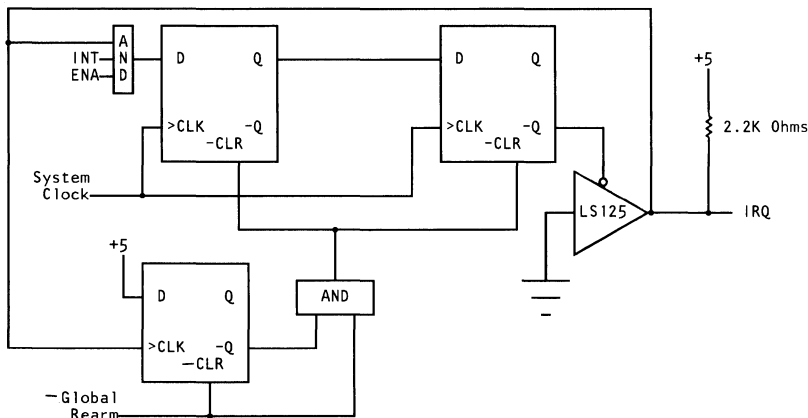 A
N
D
INT
ENA
D Q
>CLK -Q
-CLR
D Q
>CLK -Q
-CLR
+5
2.2K Ohms
System
Clock
LS125
IRQ
+5
D Q
>CLK -Q
—CLR
AND
—Global
Rearm